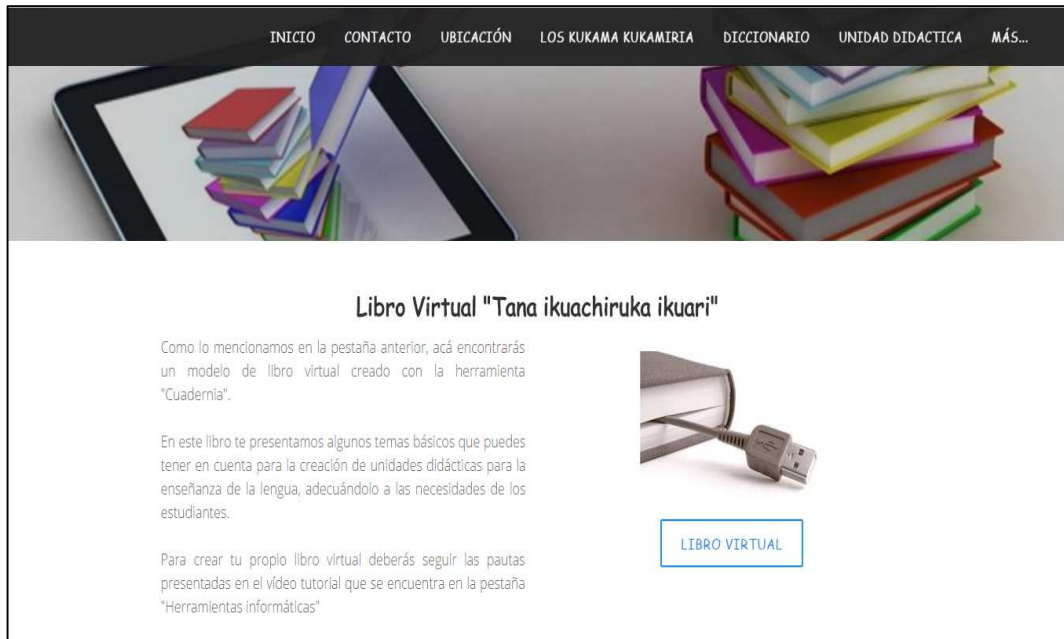 INICIO CONTACTO UBICACIÓN LOS KUKAMA KUKAMIRIA DICCIONARIO UNIDAD DIDACTICA MÁS...
Libro Virtual "Tana ikuachiruka ikuari"
Como lo mencionamos en la pestaña anterior, acá encontrarás
un modelo de libro virtual creado con la herramienta
"Cuadernia".
En este libro te presentamos algunos temas básicos que puedes
tener en cuenta para la creación de unidades didácticas para la
enseñanza de la lengua, adecuándolo a las necesidades de los
estudiantes.
Para crear tu propio libro virtual deberás seguir las pautas
presentadas en el vídeo tutorial que se encuentra en la pestaña
"Herramientas informáticas"
LIBRO VIRTUAL